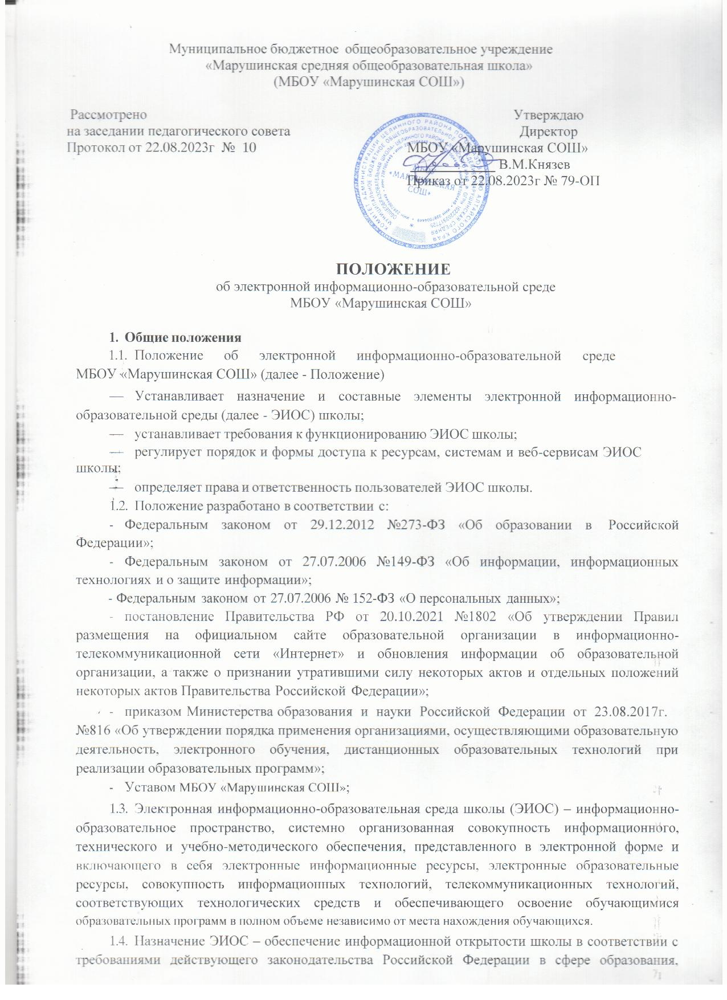 Муниципальное бюджетное общеобразовательное учреждение
«Марушинская средняя общеобразовательная школа»
(МБОУ «Марушинская СОШ»)
Рассмотрено
на заседании педагогического совета
Протокол от 22.08.2023г № 10
Утверждаю
Директор
МБОУ «Марушинская СОШ»
В.М.Князев
Приказ от 22.08.2023г № 79-ОП
МБОУ
«МАРУШИНСКАЯ
СОШ»
ПОЛОЖЕНИЕ
об электронной информационно-образовательной среде
МБОУ «Марушинская СОШ»
1. Общие положения
1.1. Положение об электронной информационно-образовательной среде
МБОУ «Марушинская СОШ» (далее - Положение)
— Устанавливает назначение и составные элементы электронной информационно-
образовательной среды (далее - ЭИОС) школы;
— устанавливает требования к функционированию ЭИОС школы;
— регулирует порядок и формы доступа к ресурсам, системам и веб-сервисам ЭИОС
школы;
— определяет права и ответственность пользователей ЭИОС школы.
1.2. Положение разработано в соответствии с:
- Федеральным законом от 29.12.2012 №273-ФЗ «Об образовании в Российской
Федерации»;
- Федеральным законом от 27.07.2006 №149-ФЗ «Об информации, информационных
технологиях и о защите информации»;
- Федеральным законом от 27.07.2006 № 152-ФЗ «О персональных данных»;
- постановление Правительства РФ от 20.10.2021 №1802 «Об утверждении Правил
размещения на официальном сайте образовательной организации в информационно-
телекоммуникационной сети «Интернет» и обновления информации об образовательной
организации, а также о признании утратившими силу некоторых актов и отдельных положений
некоторых актов Правительства Российской Федерации»;
- приказом Министерства образования и науки Российской Федерации от 23.08.2017г.
№816 «Об утверждении порядка применения организациями, осуществляющими образовательную
деятельность, электронного обучения, дистанционных образовательных технологий при
реализации образовательных программ»;
- Уставом МБОУ «Марушинская СОШ»;
1.3. Электронная информационно-образовательная среда школы (ЭИОС) – информационно-
образовательное пространство, системно организованная совокупность информационного,
технического и учебно-методического обеспечения, представленного в электронной форме и
включающего в себя электронные информационные ресурсы, электронные образовательные
ресурсы, совокупность информационных технологий, телекоммуникационных технологий,
соответствующих технологических средств и обеспечивающего освоение обучающимися
образовательных программ в полном объеме независимо от места нахождения обучающихся.
1.4. Назначение ЭИОС – обеспечение информационной открытости школы в соответствии с
требованиями действующего законодательства Российской Федерации в сфере образования,